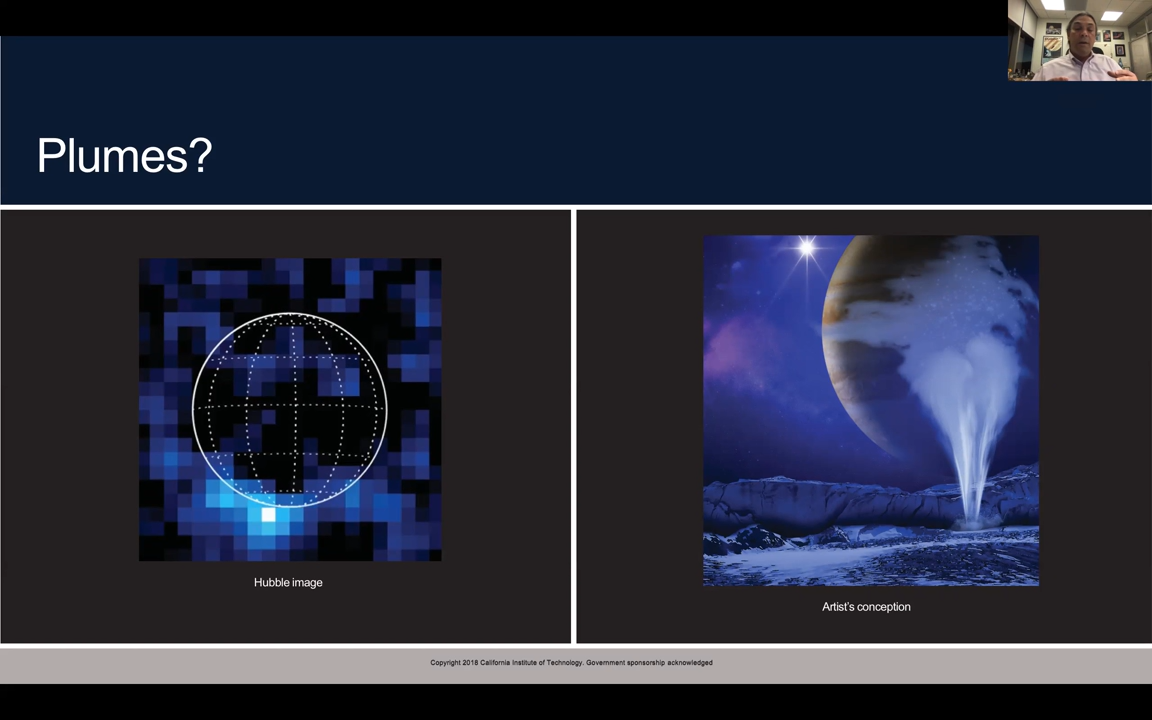 Plumes?
Hubble image
Artist's conception
Copyright 2018 California Institute of Technology. Government sponsorship acknowledged